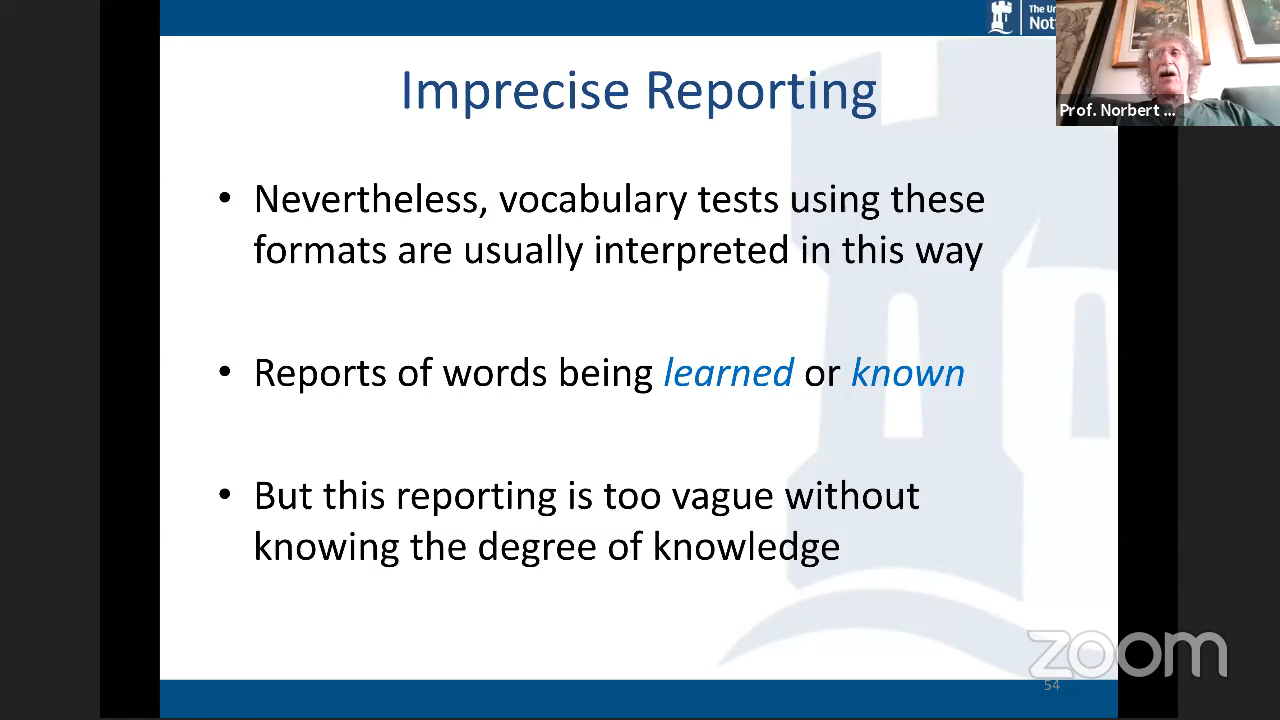 The Un
Nott
Prof. Norbert ...
Imprecise Reporting
• Nevertheless, vocabulary tests using these
formats are usually interpreted in this way
• Reports of words being learned or known
• But this reporting is too vague without
knowing the degree of knowledge
zoom
54